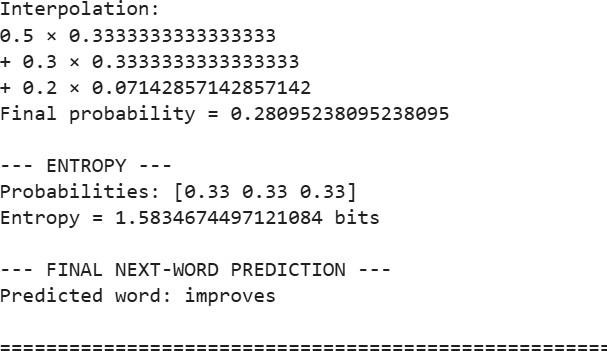 Interpolation:
0.5 × 0.3333333333333333
+ 0.3 × 0.3333333333333333
+ 0.2 × 0.07142857142857142
Final probability = 0.28095238095238095

--- ENTROPY ---
Probabilities: [0.33 0.33 0.33]
Entropy = 1.5834674497121084 bits

--- FINAL NEXT-WORD PREDICTION ---
Predicted word: improves

====================================================